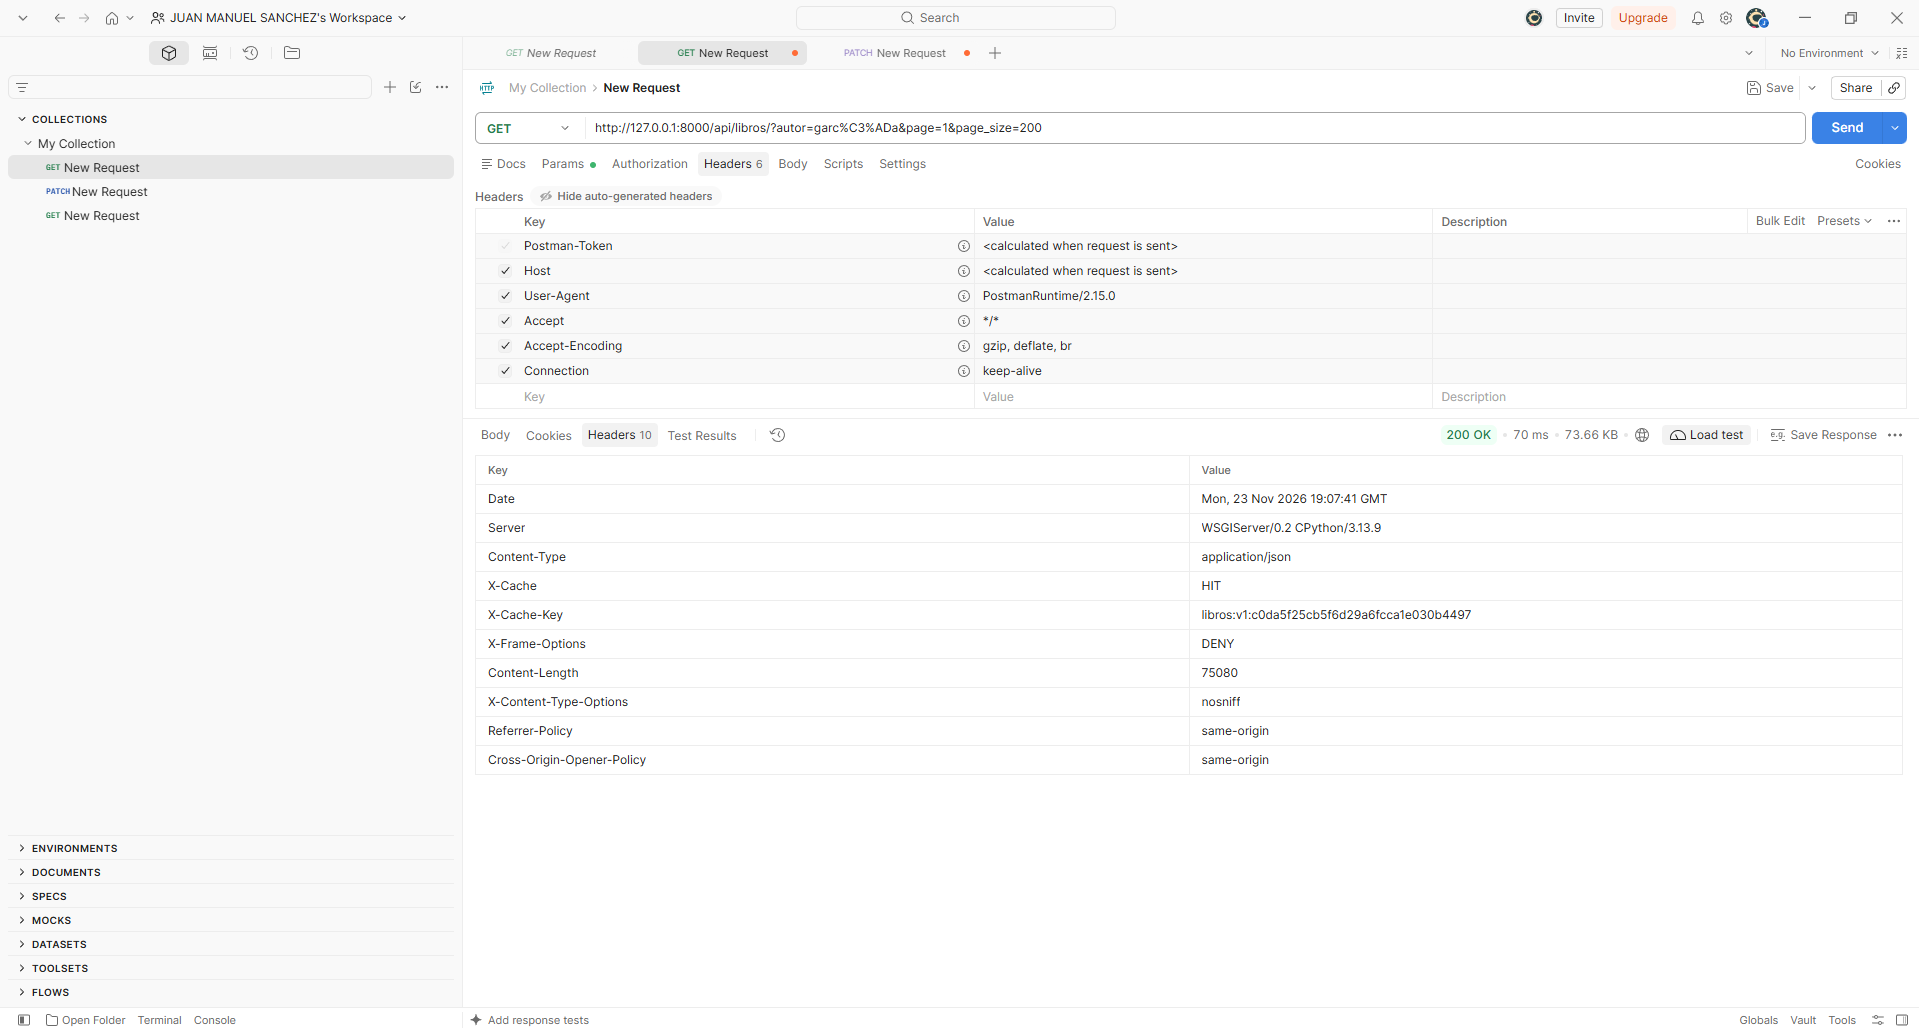 JUAN MANUEL SANCHEZ's Workspace
Search
Invite
Upgrade
GET New Request
GET New Request
PATCH New Request
No Environment
COLLECTIONS
My Collection
GET New Request
PATCH New Request
GET New Request
HTTP My Collection > New Request
Save
Share
GET
http://127.0.0.1:8000/api/libros/?autor=garc%C3%ADa&page=1&page_size=200
Send
Docs Params Authorization Headers 6 Body Scripts Settings
Cookies
Headers Hide auto-generated headers
Key Value Description Bulk Edit Presets
Postman-Token <calculated when request is sent>
Host <calculated when request is sent>
User-Agent PostmanRuntime/2.15.0
Accept */*
Accept-Encoding gzip, deflate, br
Connection keep-alive
Key Value Description
Body Cookies Headers 10 Test Results
200 OK • 70 ms • 73.66 KB • Load test e.g. Save Response
Key Value
Date Mon, 23 Nov 2026 19:07:41 GMT
Server WSGIServer/0.2 CPython/3.13.9
Content-Type application/json
X-Cache HIT
X-Cache-Key libros:v1:c0da5f25cb5f6d29a6fcca1e030b4497
X-Frame-Options DENY
Content-Length 75080
X-Content-Type-Options nosniff
Referrer-Policy same-origin
Cross-Origin-Opener-Policy same-origin
ENVIRONMENTS
DOCUMENTS
SPECS
MOCKS
DATASETS
TOOLSETS
FLOWS
Open Folder Terminal Console
Add response tests
Globals Vault Tools